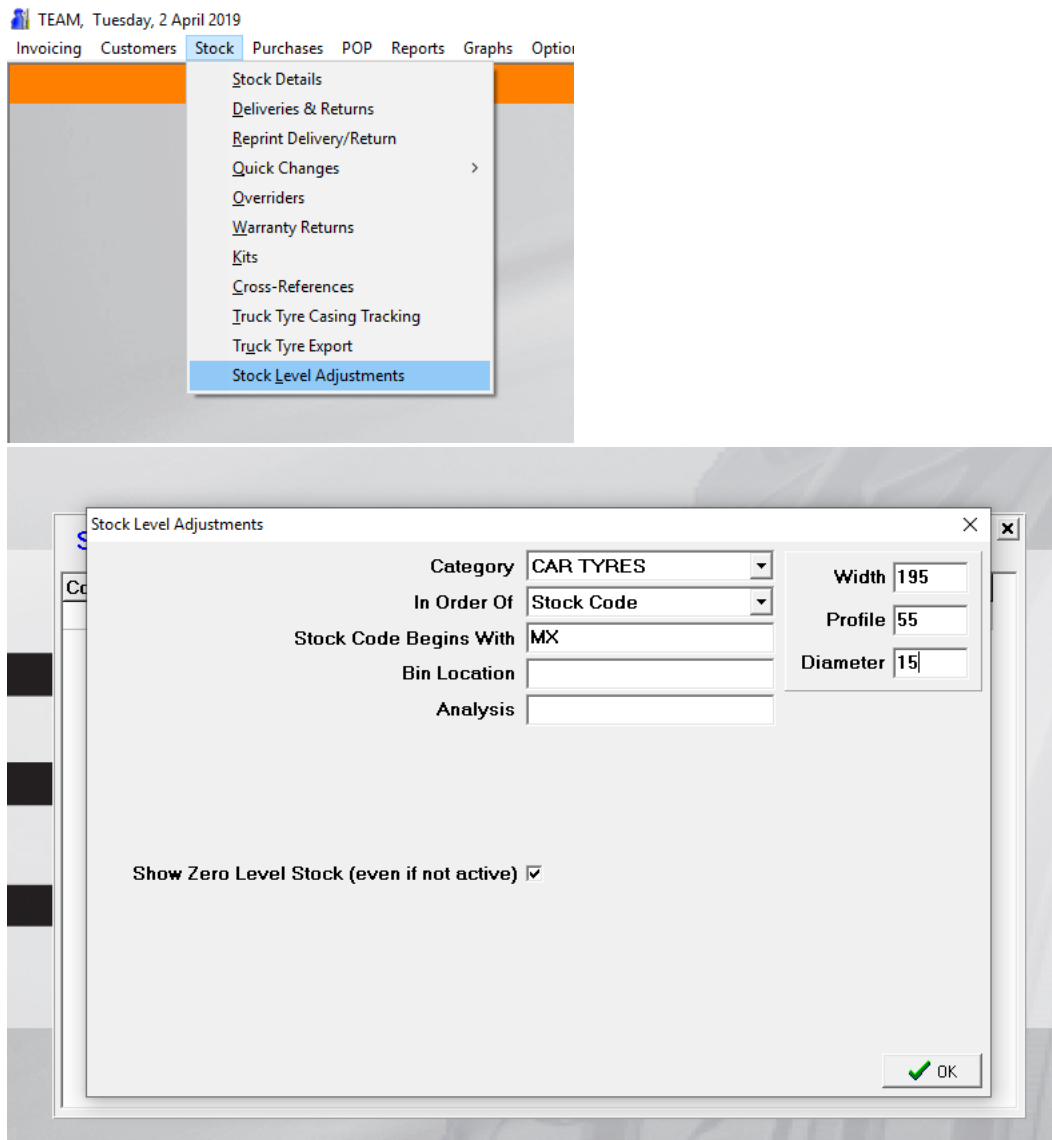 TEAM, Tuesday, 2 April 2019
Invoicing Customers Stock Purchases POP Reports Graphs Option
Stock Details
Deliveries & Returns
Reprint Delivery/Return
Quick Changes
Overriders
Warranty Returns
Kits
Cross-References
Truck Tyre Casing Tracking
Truck Tyre Export
Stock Level Adjustments
Stock Level Adjustments
S
Co
Category CAR TYRES
In Order Of Stock Code
Stock Code Begins With MX
Bin Location
Analysis
Width 195
Profile 55
Diameter 15
Show Zero Level Stock (even if not active)
OK